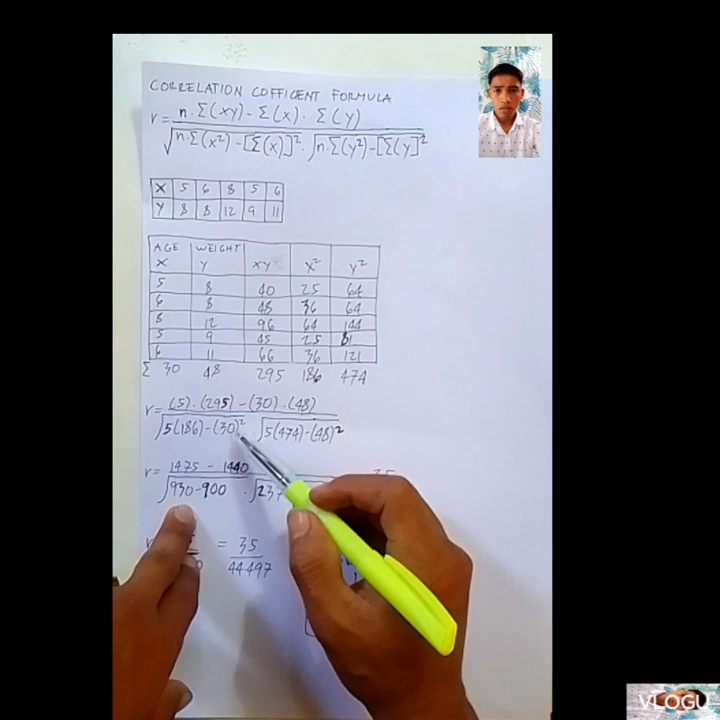 CORRELATION COFFICENT FORMULA
r = n·Σ(xy) - Σ(x) · Σ(y)
√n·Σ(x²) - [Σ(x)]² · √n·Σ(y²) - [Σ(y]²
X 5 6 8 5 6
Y 8 8 12 9 11
AGE WEIGHT
X Y XY X² Y²
5 8 40 25 64
6 8 48 36 64
8 12 96 64 144
5 9 45 25 81
6 11 66 36 121
Σ 30 48 295 186 474
r = (5)·(295) - (30)·(48)
√5(186)-(30)² · √5(474)-(48)²
r = 1475 - 1440
√930-900 · √237
= 35
44497
VLOGU